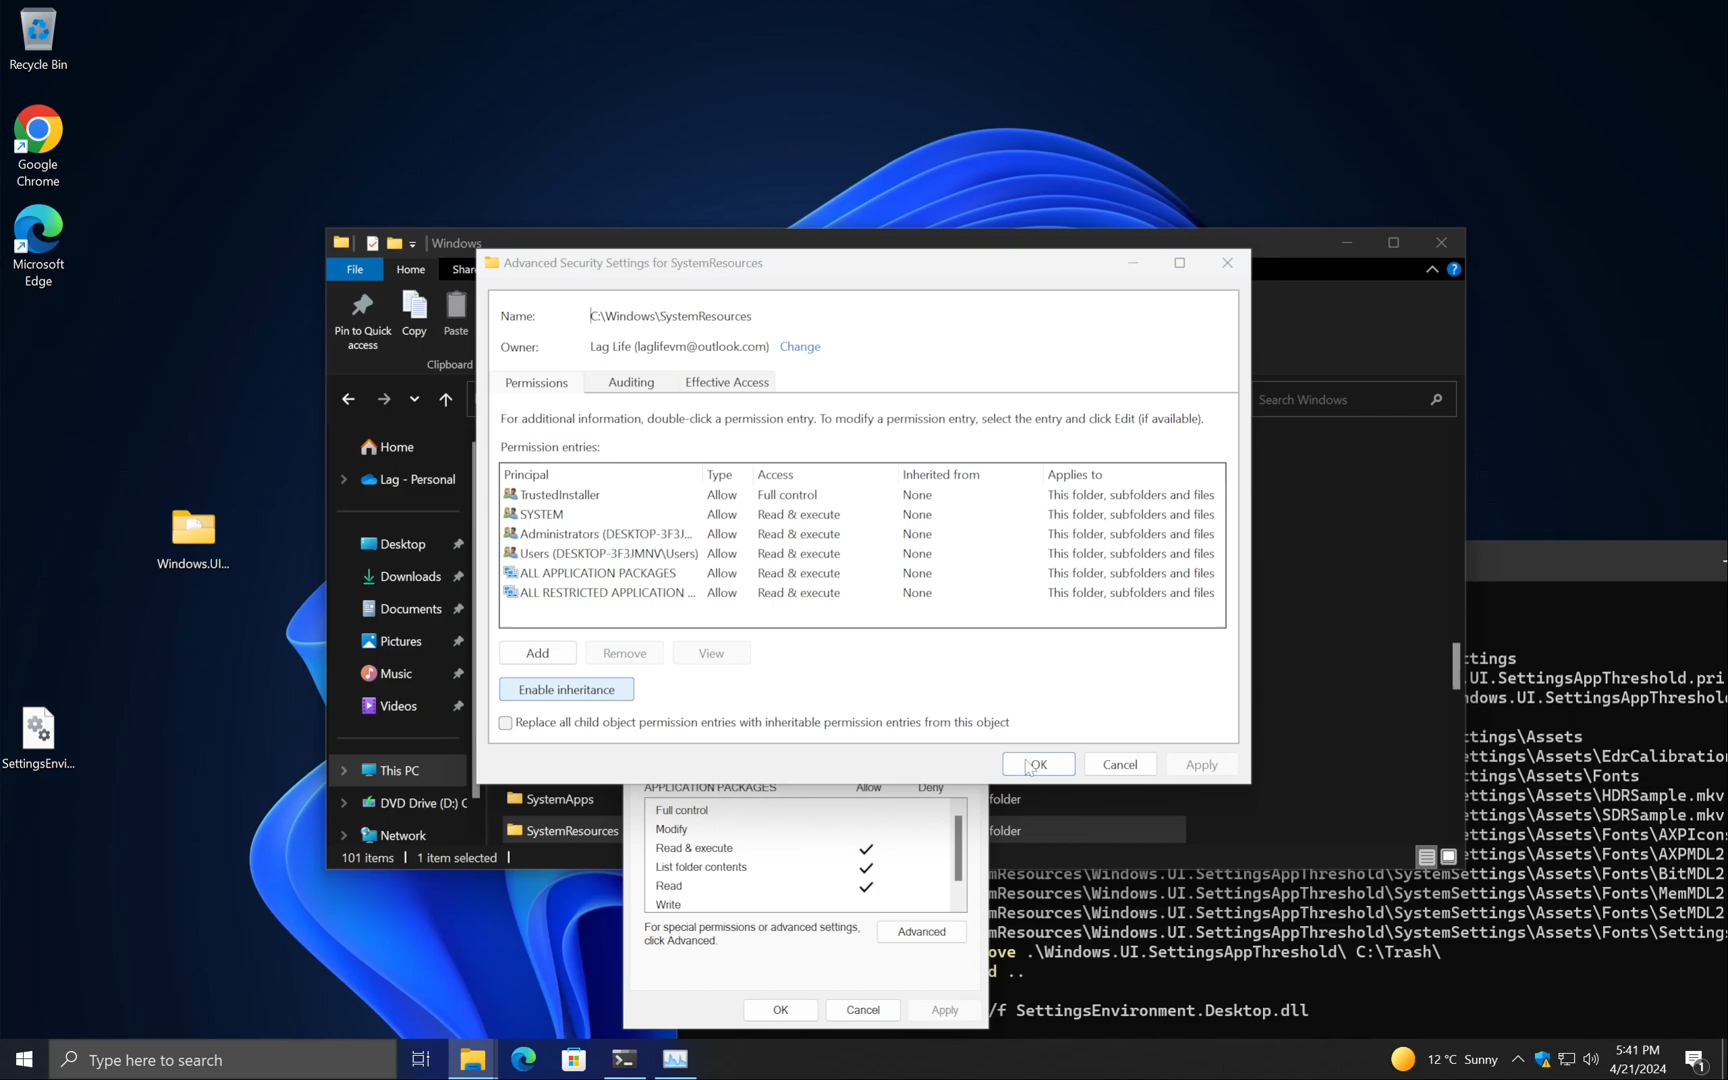 Recycle Bin
Google
Chrome
Microsoft
Edge
Windows.UI...
SettingsEnvi...
Windows
File
Home
Shar
Pin to Quick
access
Copy
Paste
Clipboard
Search Windows
Home
Lag - Personal
Desktop
Downloads
Documents
Pictures
Music
Videos
This PC
DVD Drive (D:) C
Network
101 items
1 item selected
Advanced Security Settings for SystemResources
Name: C:\Windows\SystemResources
Owner: Lag Life (laglifevm@outlook.com) Change
Permissions Auditing Effective Access
For additional information, double-click a permission entry. To modify a permission entry, select the entry and click Edit (if available).
Permission entries:
Principal Type Access Inherited from Applies to
TrustedInstaller Allow Full control None This folder, subfolders and files
SYSTEM Allow Read & execute None This folder, subfolders and files
Administrators (DESKTOP-3F3J... Allow Read & execute None This folder, subfolders and files
Users (DESKTOP-3F3JMNV\Users) Allow Read & execute None This folder, subfolders and files
ALL APPLICATION PACKAGES Allow Read & execute None This folder, subfolders and files
ALL RESTRICTED APPLICATION ... Allow Read & execute None This folder, subfolders and files
Add Remove View
Enable inheritance
Replace all child object permission entries with inheritable permission entries from this object
OK Cancel Apply
SystemApps
folder
SystemResources
folder
APPLICATION PACKAGES Allow Deny
Full control
Modify
Read & execute
List folder contents
Read
Write
For special permissions or advanced settings,
click Advanced.
Advanced
OK Cancel Apply
ttings
.UI.SettingsAppThreshold.pri
ndows.UI.SettingsAppThreshold
ttings\Assets
ettings\Assets\EdrCalibration
ettings\Assets\Fonts
ettings\Assets\HDRSample.mkv
ettings\Assets\SDRSample.mkv
ettings\Assets\Fonts\AXPIcons
ettings\Assets\Fonts\AXPMDL2
mResources\Windows.UI.SettingsAppThreshold\SystemSettings\Assets\Fonts\BitMDL2
mResources\Windows.UI.SettingsAppThreshold\SystemSettings\Assets\Fonts\MemMDL2
mResources\Windows.UI.SettingsAppThreshold\SystemSettings\Assets\Fonts\SetMDL2
mResources\Windows.UI.SettingsAppThreshold\SystemSettings\Assets\Fonts\Settings
ove .\Windows.UI.SettingsAppThreshold\ C:\Trash\
d ..
/f SettingsEnvironment.Desktop.dll
Type here to search
12 °C Sunny
5:41 PM
4/21/2024
1